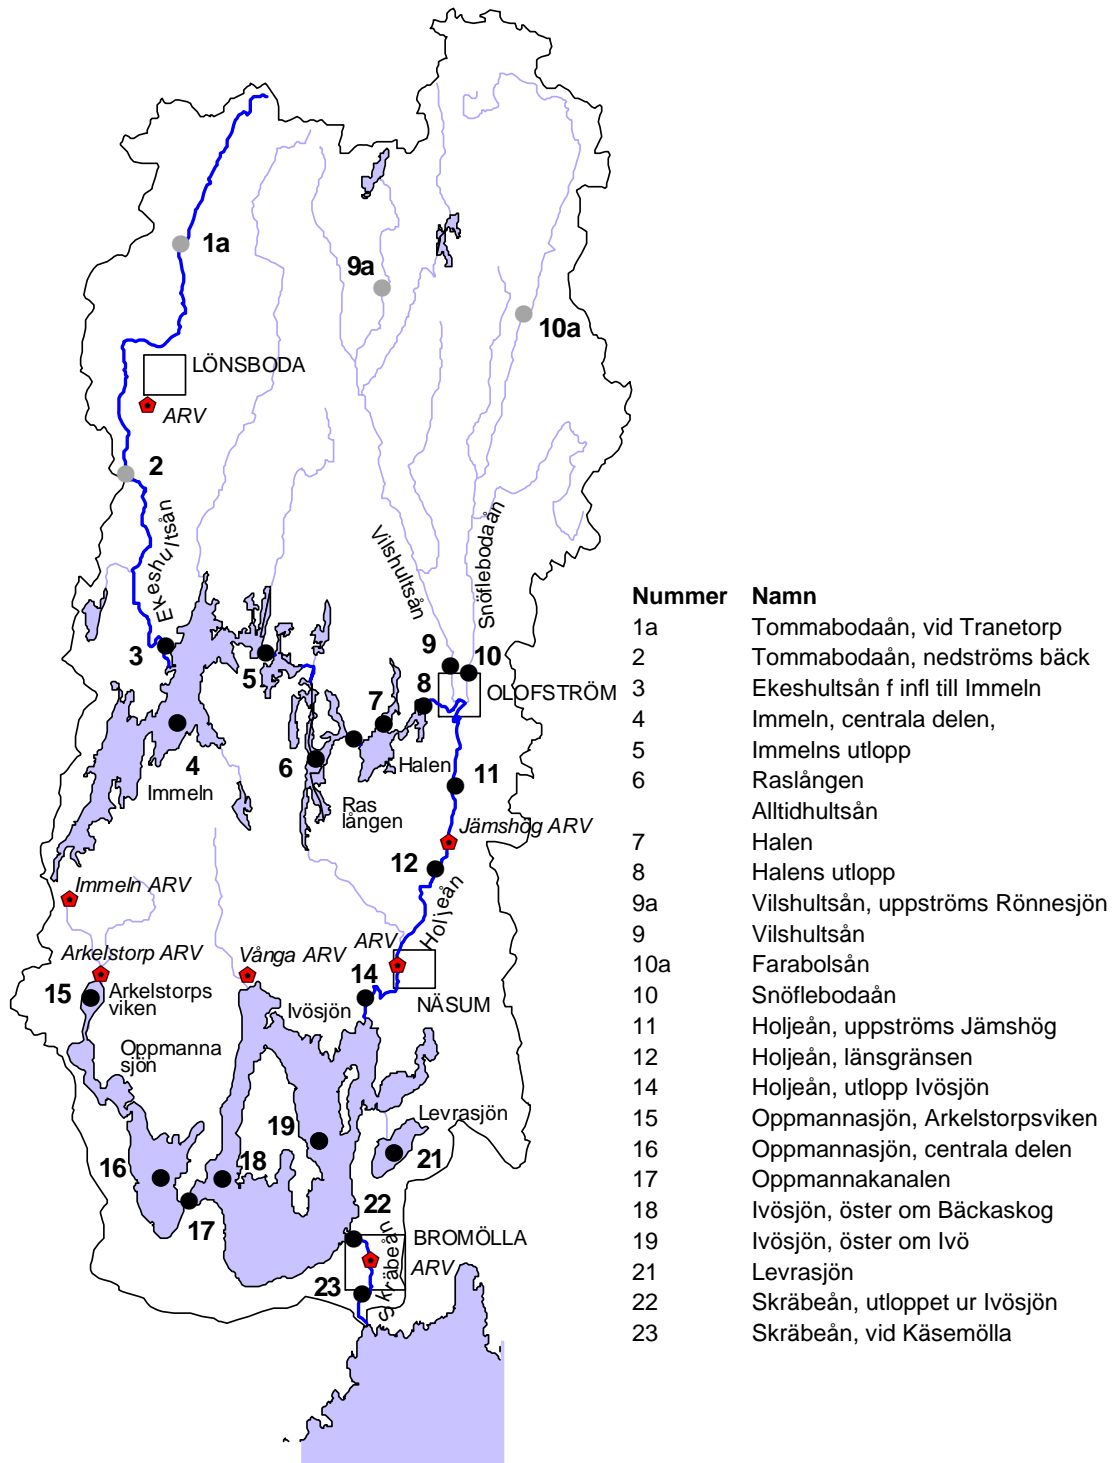 1a
9a
10a
LÖNSBODA
ARV
2
Ekeshultsån
Vilshultsån
Snöflebodaån
3
5
9
10
8
OLOFSTRÖM
7
4
6
Halen
11
Immeln
Ras
lången
Jämshög ARV
12
Immeln ARV
Holjeån
Arkelstorp ARV
Vånga ARV
ARV
14
15
Arkelstorps
viken
Ivösjön
NÄSUM
Oppmanna
sjön
Levrasjön
19
21
16
18
17
22
BROMÖLLA
ARV
Skräbeån
23
Nummer Namn
1a Tommabodaån, vid Tranetorp
2 Tommabodaån, nedströms bäck
3 Ekeshultsån f infl till Immeln
4 Immeln, centrala delen,
5 Immelns utlopp
6 Raslången
Alltidhultsån
7 Halen
8 Halens utlopp
9a Vilshultsån, uppströms Rönnesjön
9 Vilshultsån
10a Farabolsån
10 Snöflebodaån
11 Holjeån, uppströms Jämshög
12 Holjeån, länsgränsen
14 Holjeån, utlopp Ivösjön
15 Oppmannasjön, Arkelstorpsviken
16 Oppmannasjön, centrala delen
17 Oppmannakanalen
18 Ivösjön, öster om Bäckaskog
19 Ivösjön, öster om Ivö
21 Levrasjön
22 Skräbeån, utloppet ur Ivösjön
23 Skräbeån, vid Käsemölla